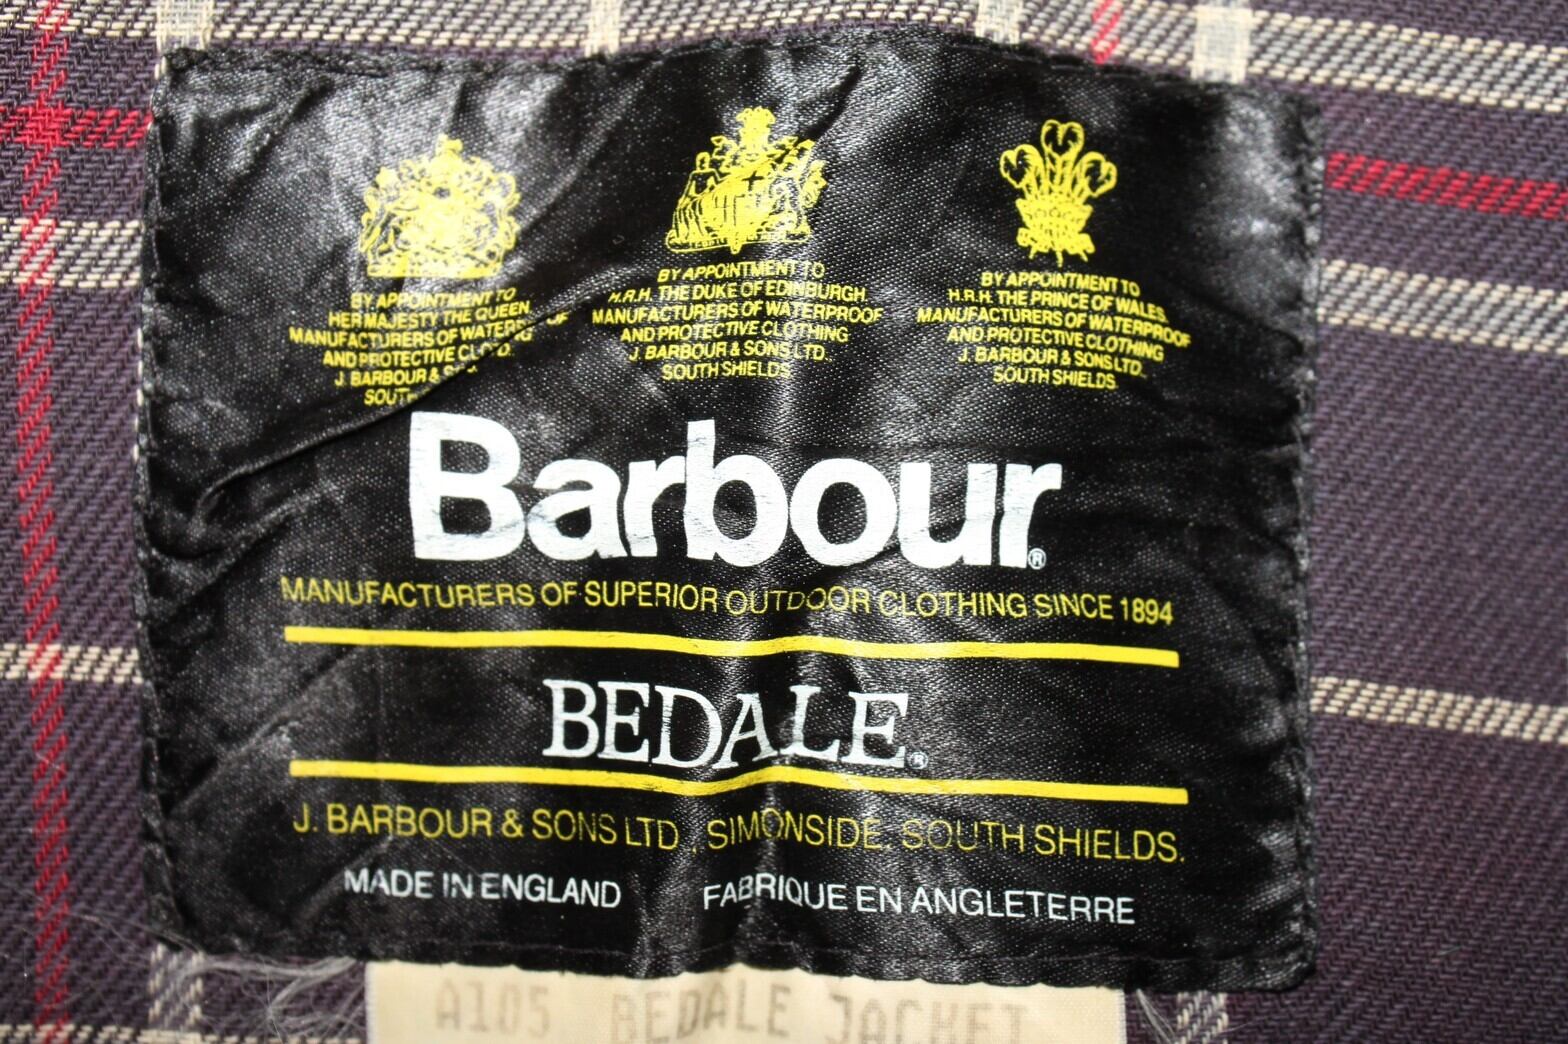 BY APPOINTMENT TO
HER MAJESTY THE QUEEN
MANUFACTURERS OF OF
AND PROTECTIVE
J. BARBOUR &
BY APPOINTMENT TO
H.R.H. THE DUKE OF EDINBURGH
MANUFACTURERS OF WATERPROOF
AND PROTECTIVE CLOTHING
J. BARBOUR & SONS LTD.
SOUTH SHIELDS
BY APPOINTMENT TO
H.R.H. THE PRINCE OF WALES
MANUFACTURERS OF WATERPROOF
AND PROTECTIVE CLOTHING
J. BARBOUR & SONS LTD.
SOUTH SHIELDS.
Barbour®
MANUFACTURERS OF SUPERIOR OUTDOOR CLOTHING SINCE 1894
BEDALE®
J. BARBOUR & SONS LTD., SIMONSIDE, SOUTH SHIELDS.
MADE IN ENGLAND FABRIQUE EN ANGLETERRE
A105 BEDALE JACKET